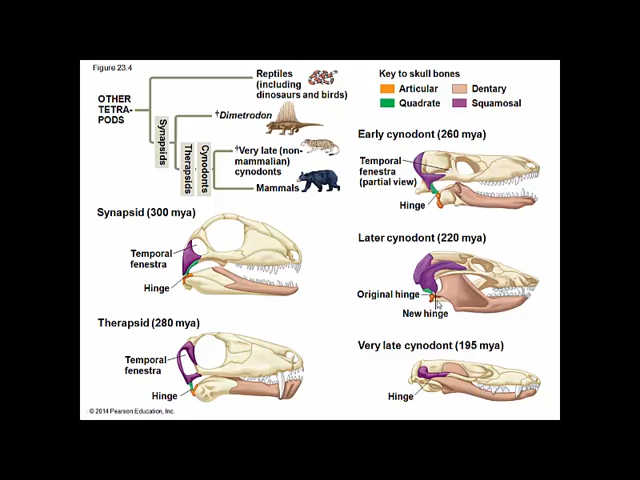 Figure 23.4
OTHER
TETRA-
PODS
Synapsids
Therapsids
Cynodonts
Reptiles
(including
dinosaurs and birds)
†Dimetrodon
†Very late (non-
mammalian)
cynodonts
Mammals
Key to skull bones
Articular
Dentary
Quadrate
Squamosal
Synapsid (300 mya)
Temporal
fenestra
Hinge
Therapsid (280 mya)
Temporal
fenestra
Hinge
Early cynodont (260 mya)
Temporal
fenestra
(partial view)
Hinge
Later cynodont (220 mya)
Original hinge
New hinge
Very late cynodont (195 mya)
Hinge
© 2014 Pearson Education, Inc.